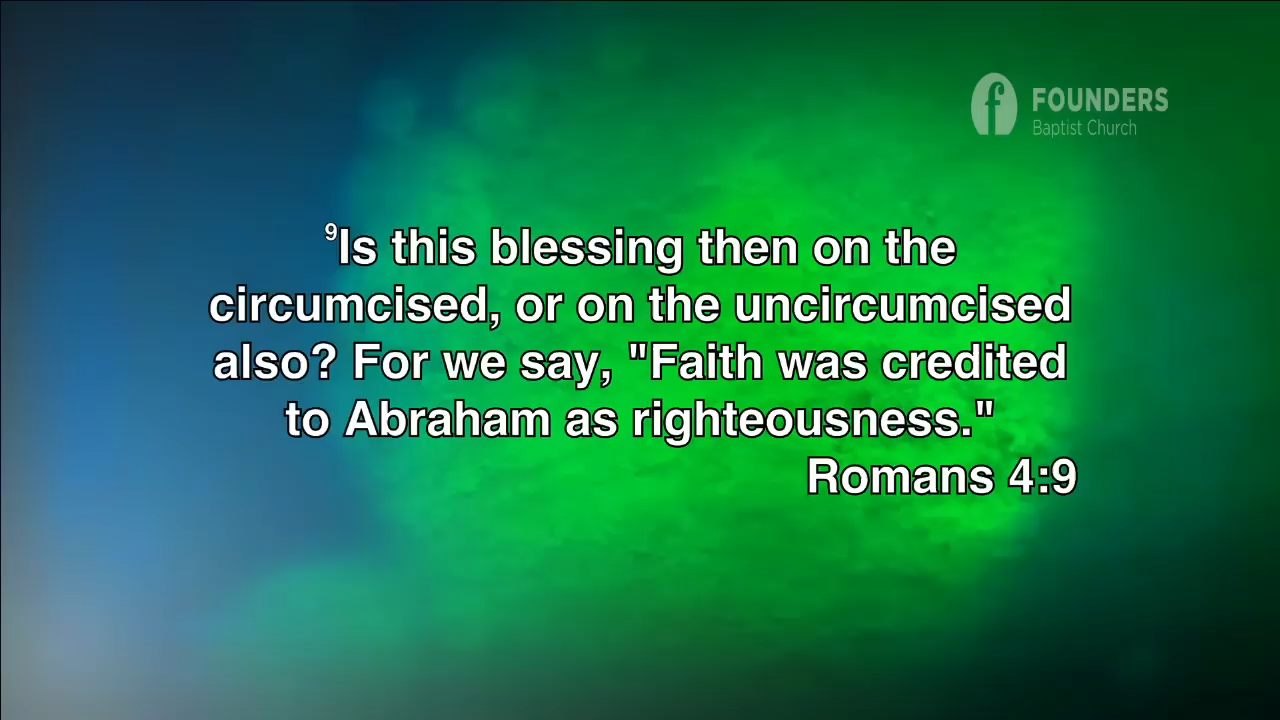 FOUNDERS
Baptist Church
⁹Is this blessing then on the
circumcised, or on the uncircumcised
also? For we say, "Faith was credited
to Abraham as righteousness."
Romans 4:9